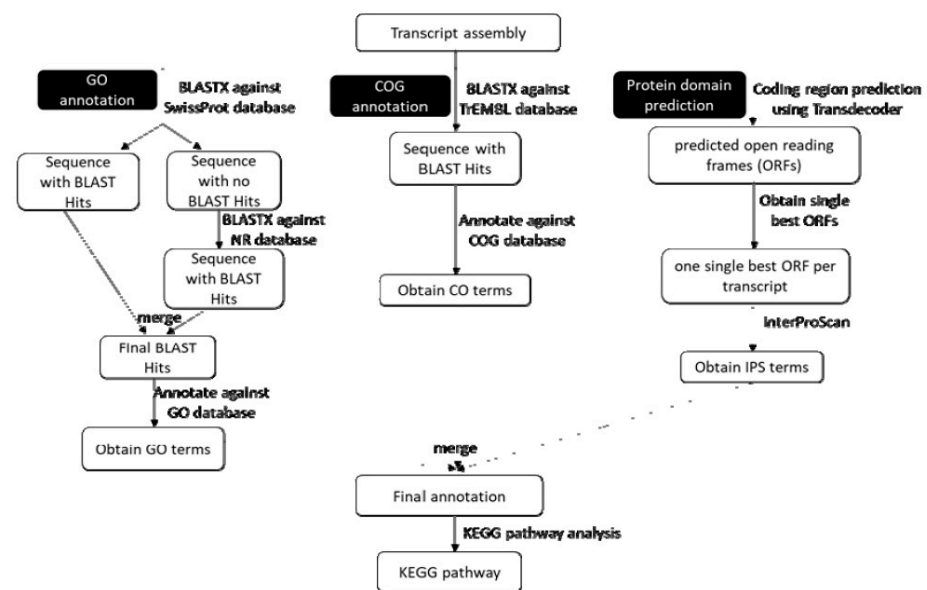 Transcript assembly
GO
annotation
BLASTX against
SwissProt database
COG
annotation
BLASTX against
TrEMBL database
Protein domain
prediction
Coding region prediction
using Transdecoder
Sequence
with BLAST
Hits
Sequence
with no
BLAST Hits
Sequence with
BLAST Hits
predicted open reading
frames (ORFs)
BLASTX against
NR database
Annotate against
COG database
Obtain single
best ORFs
Sequence
with BLAST
Hits
Obtain CO terms
one single best ORF per
transcript
merge
InterProScan
Final BLAST
Hits
Obtain IPS terms
Annotate against
GO database
Obtain GO terms
merge
Final annotation
KEGG pathway analysis
KEGG pathway